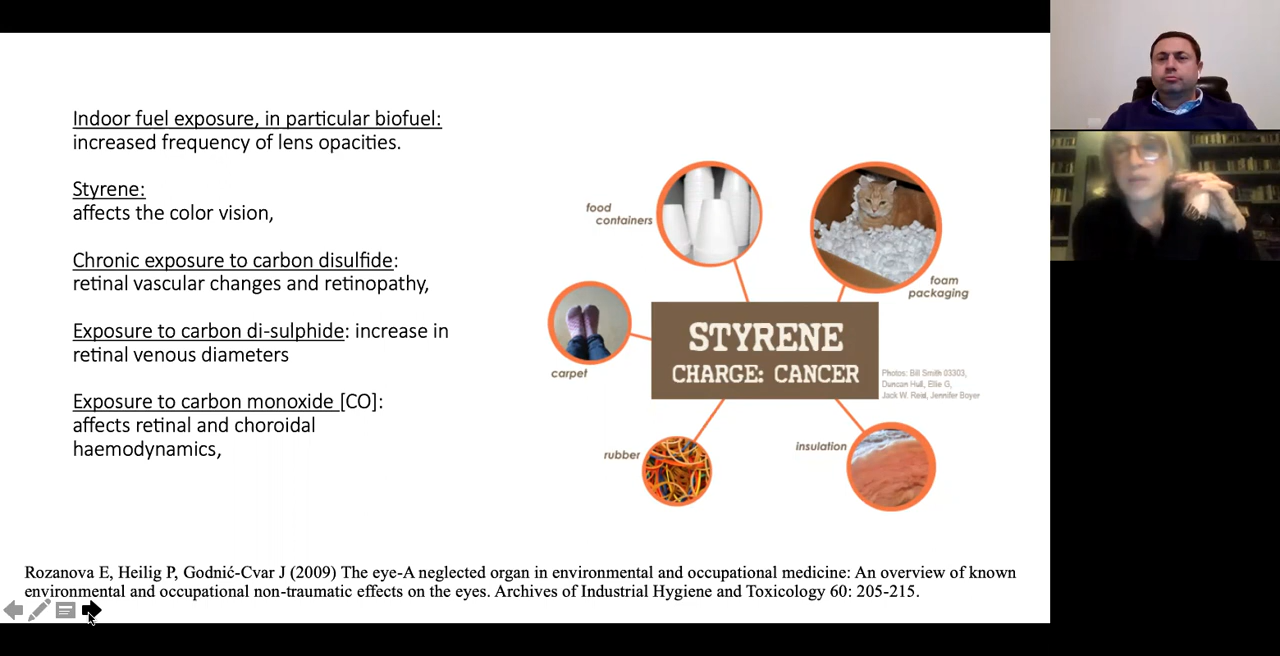 Indoor fuel exposure, in particular biofuel:
increased frequency of lens opacities.
Styrene:
affects the color vision,
Chronic exposure to carbon disulfide:
retinal vascular changes and retinopathy,
Exposure to carbon di-sulphide: increase in
retinal venous diameters
Exposure to carbon monoxide [CO]:
affects retinal and choroidal
haemodynamics,
food
containers
foam
packaging
carpet
STYRENE
CHARGE: CANCER
Photos: Bill Smith 03303,
Duncan Hull, Ellie G,
Jack W. Reid, Jennifer Boyer
rubber
insulation
Rozanova E, Heilig P, Godnić-Cvar J (2009) The eye-A neglected organ in environmental and occupational medicine: An overview of known
environmental and occupational non-traumatic effects on the eyes. Archives of Industrial Hygiene and Toxicology 60: 205-215.